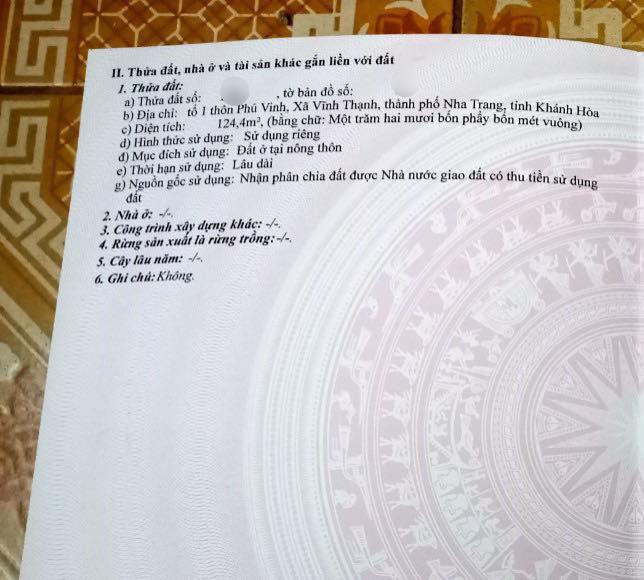 II. Thửa đất, nhà ở và tài sản khác gắn liền với đất
1. Thửa đất:
a) Thửa đất số: , tờ bản đồ số:
b) Địa chỉ: tổ 1 thôn Phú Vinh, Xã Vĩnh Thạnh, thành phố Nha Trang, tỉnh Khánh Hòa
c) Diện tích: 124,4m², (bằng chữ: Một trăm hai mươi bốn phẩy bốn mét vuông)
d) Hình thức sử dụng: Sử dụng riêng
đ) Mục đích sử dụng: Đất ở tại nông thôn
e) Thời hạn sử dụng: Lâu dài
g) Nguồn gốc sử dụng: Nhận phân chia đất được Nhà nước giao đất có thu tiền sử dụng
đất
2. Nhà ở: -/-.
3. Công trình xây dựng khác: -/-.
4. Rừng sản xuất là rừng trồng: -/-.
5. Cây lâu năm: -/-.
6. Ghi chú: Không.